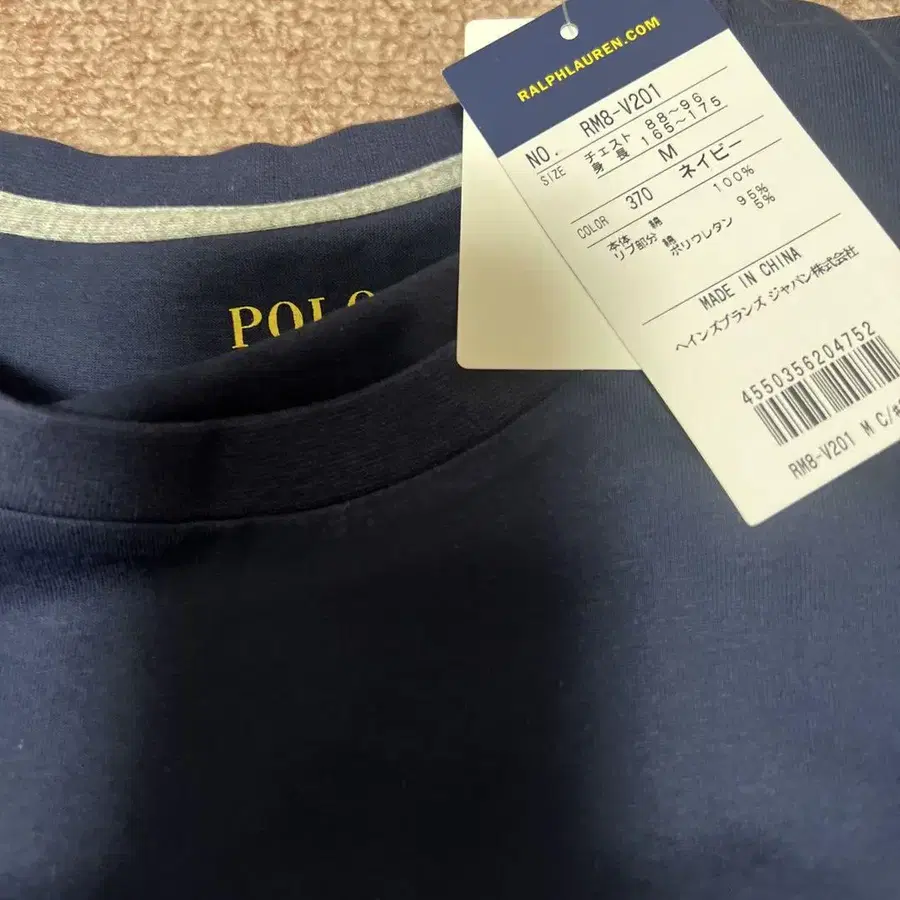 POLO
RALPHLAUREN.COM
NO. RM8-V201
SIZE チェスト 88~96
身長 165~175
M
COLOR 370 ネイビー
本体 綿 100%
リブ部分 綿 95%
ポリウレタン 5%
MADE IN CHINA
ヘインズブランズ ジャパン株式会社
4550356204752
RM8-V201 M C/#